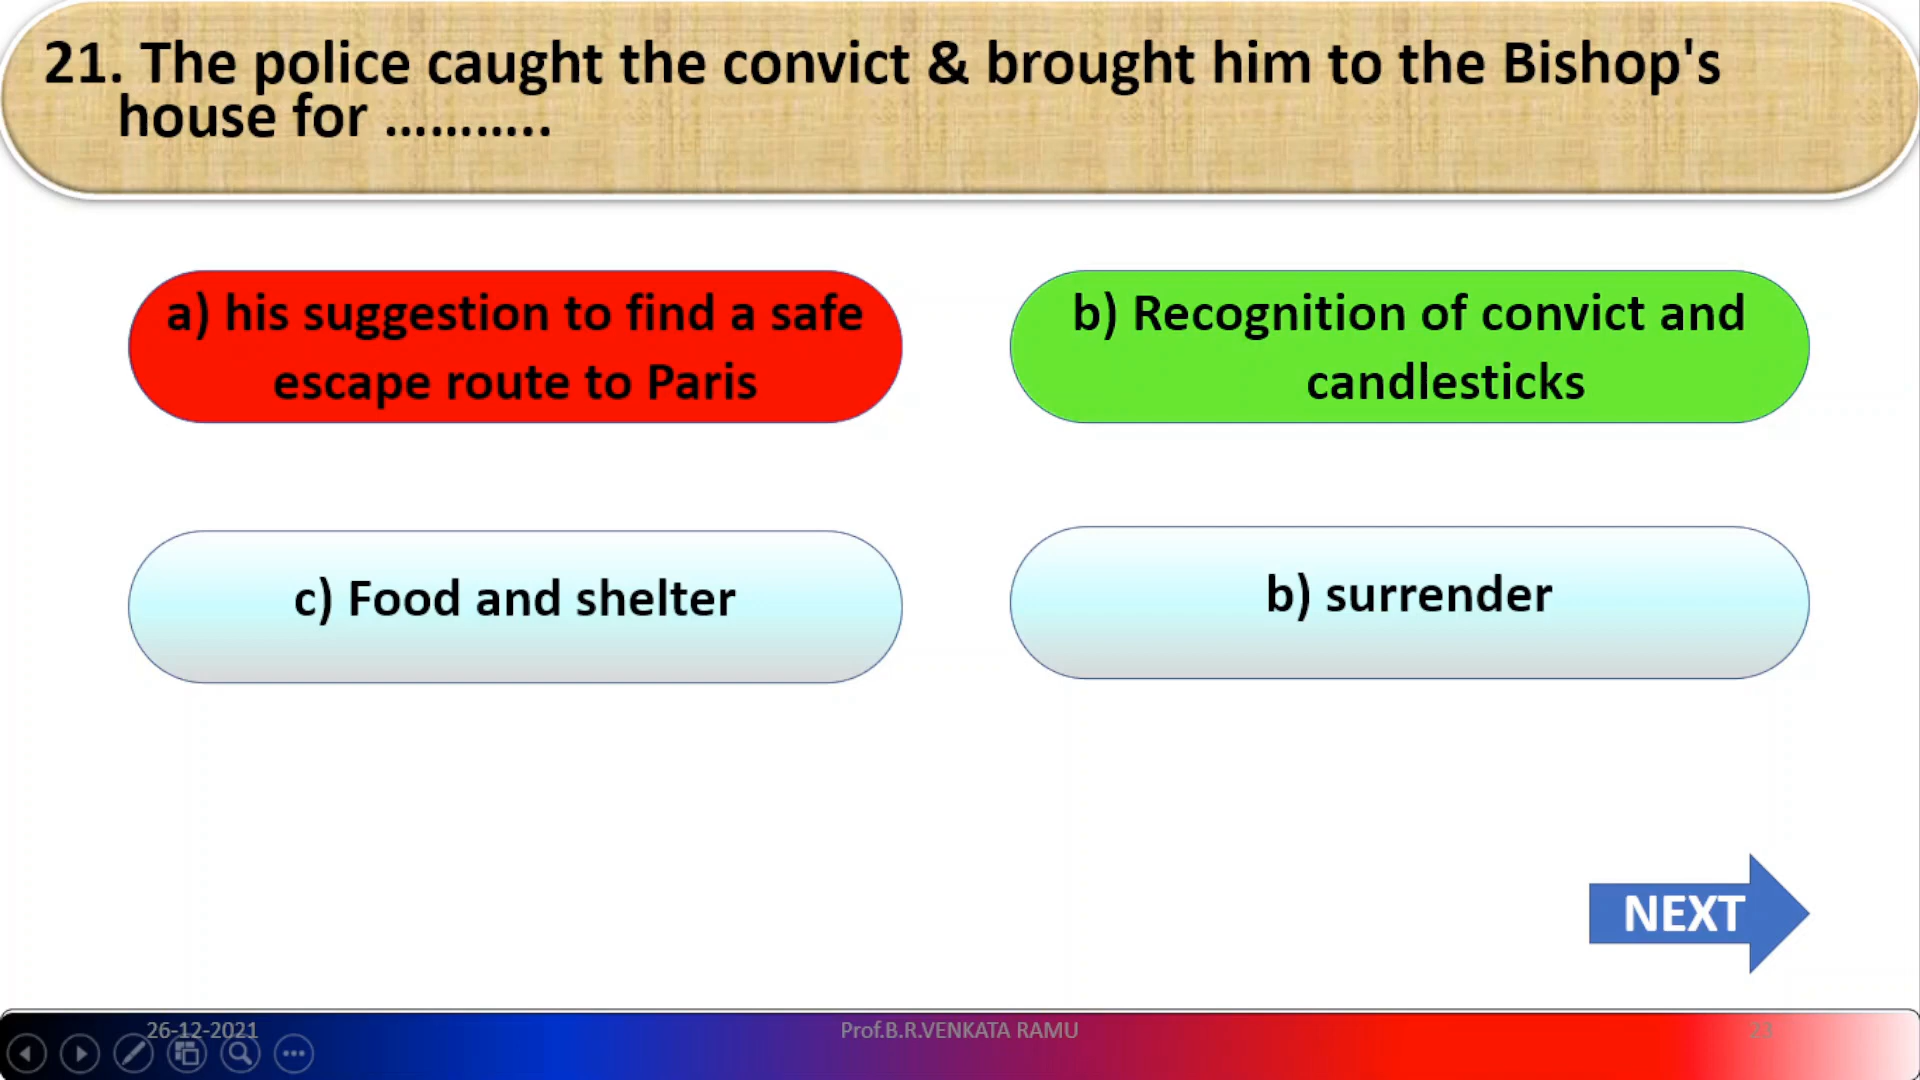 21. The police caught the convict & brought him to the Bishop's
house for ...........
a) his suggestion to find a safe
escape route to Paris
b) Recognition of convict and
candlesticks
c) Food and shelter
b) surrender
NEXT
26-12-2021
Prof.B.R.VENKATA RAMU
23